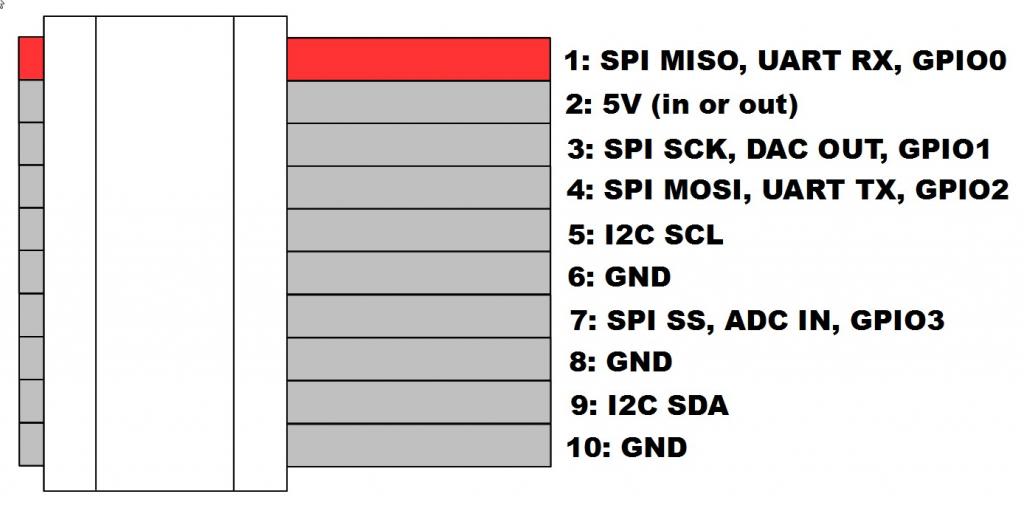 1: SPI MISO, UART RX, GPIO0
2: 5V (in or out)
3: SPI SCK, DAC OUT, GPIO1
4: SPI MOSI, UART TX, GPIO2
5: I2C SCL
6: GND
7: SPI SS, ADC IN, GPIO3
8: GND
9: I2C SDA
10: GND